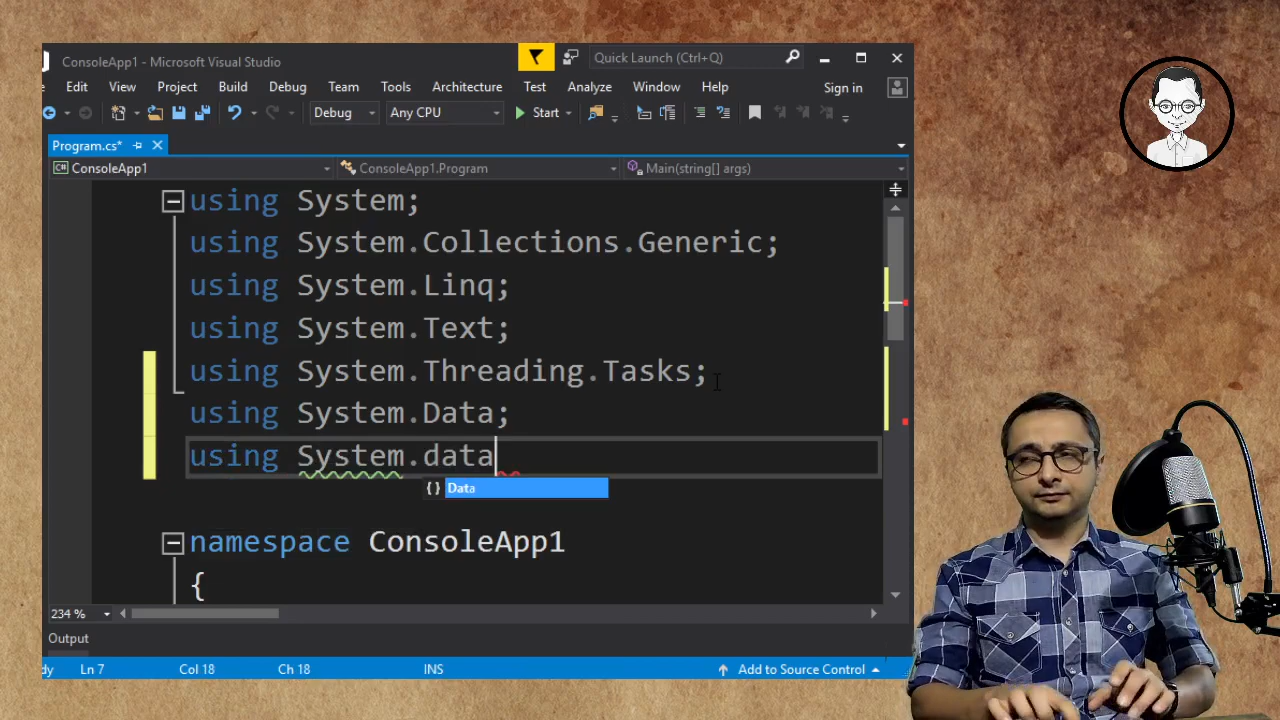 ConsoleApp1 - Microsoft Visual Studio
Quick Launch (Ctrl+Q)
Edit View Project Build Debug Team Tools Architecture Test Analyze Window Help Sign in
Debug Any CPU Start
Program.cs*
C# ConsoleApp1 ConsoleApp1.Program Main(string[] args)
using System;
using System.Collections.Generic;
using System.Linq;
using System.Text;
using System.Threading.Tasks;
using System.Data;
using System.data
{} Data
namespace ConsoleApp1
{
234 %
Output
Ln 7 Col 18 Ch 18 INS Add to Source Control